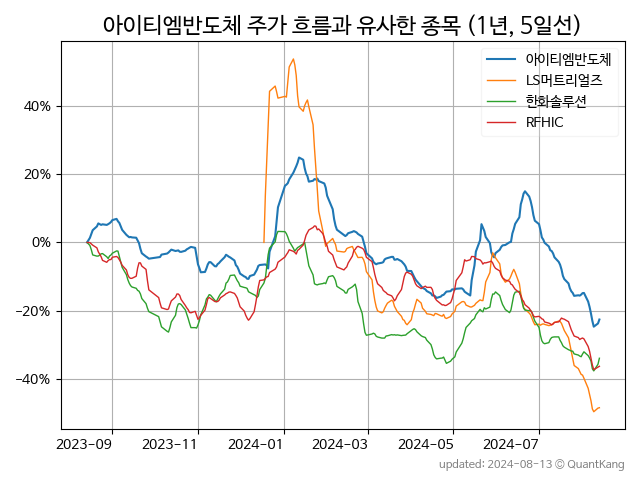 아이티엠반도체 주가 흐름과 유사한 종목 (1년, 5일선)
아이티엠반도체
LS머트리얼즈
한화솔루션
RFHIC
40%
20%
0%
−20%
−40%
2023-09 2023-11 2024-01 2024-03 2024-05 2024-07
updated: 2024-08-13 © QuantKang